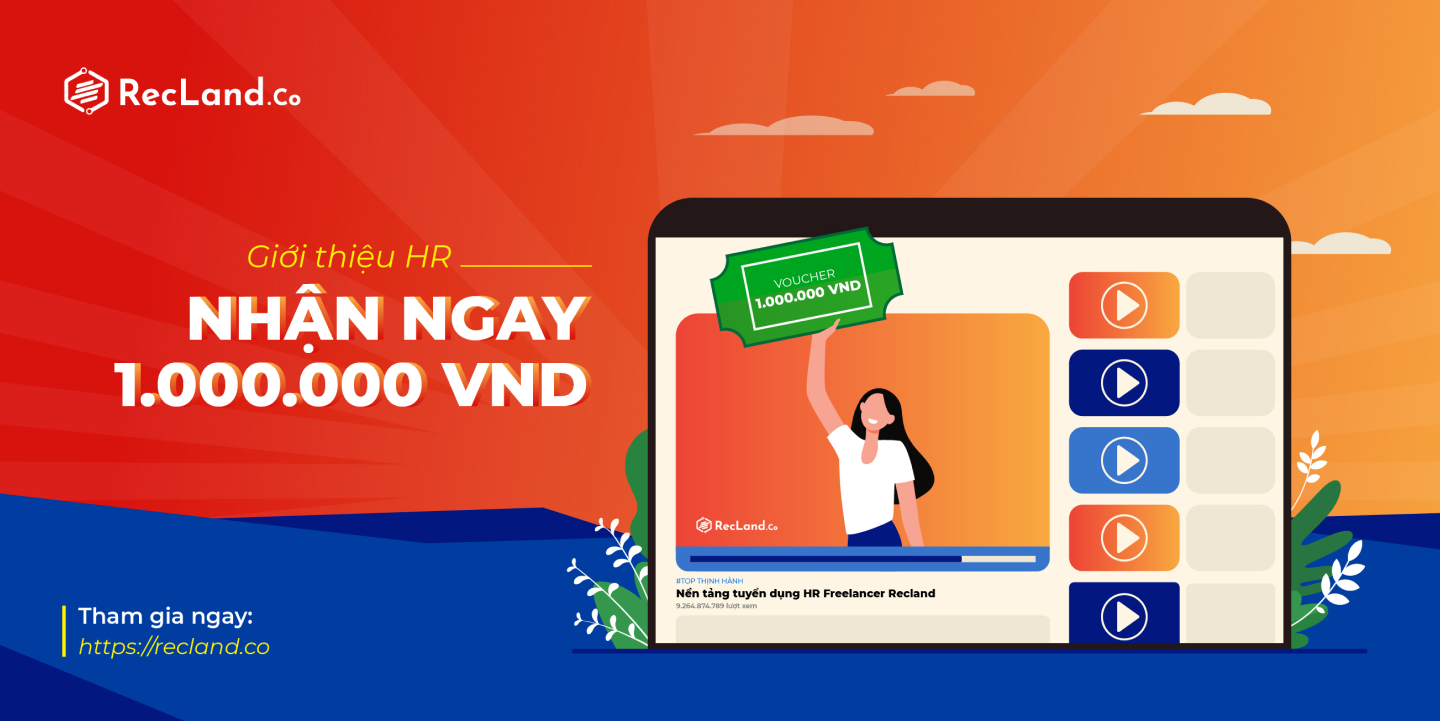 RecLand.Co
Giới thiệu HR
NHẬN NGAY
1.000.000 VND
Tham gia ngay:
https://recland.co
VOUCHER
1.000.000 VND
RecLand.Co
#TOP THỊNH HÀNH
Nền tảng tuyển dụng HR Freelancer Recland
9.264.874.789 lượt xem